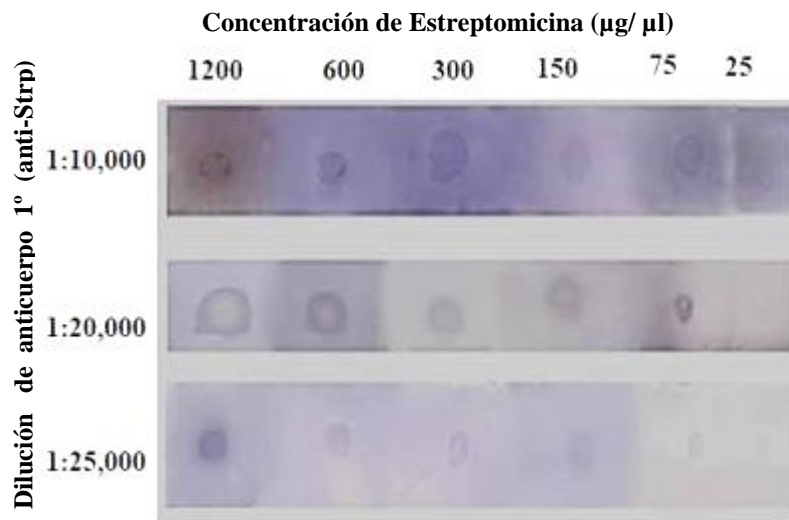 Concentración de Estreptomicina (µg/ µl)
1200 600 300 150 75 25
Dilución de anticuerpo 1º (anti-Strp)
1:10,000
1:20,000
1:25,000